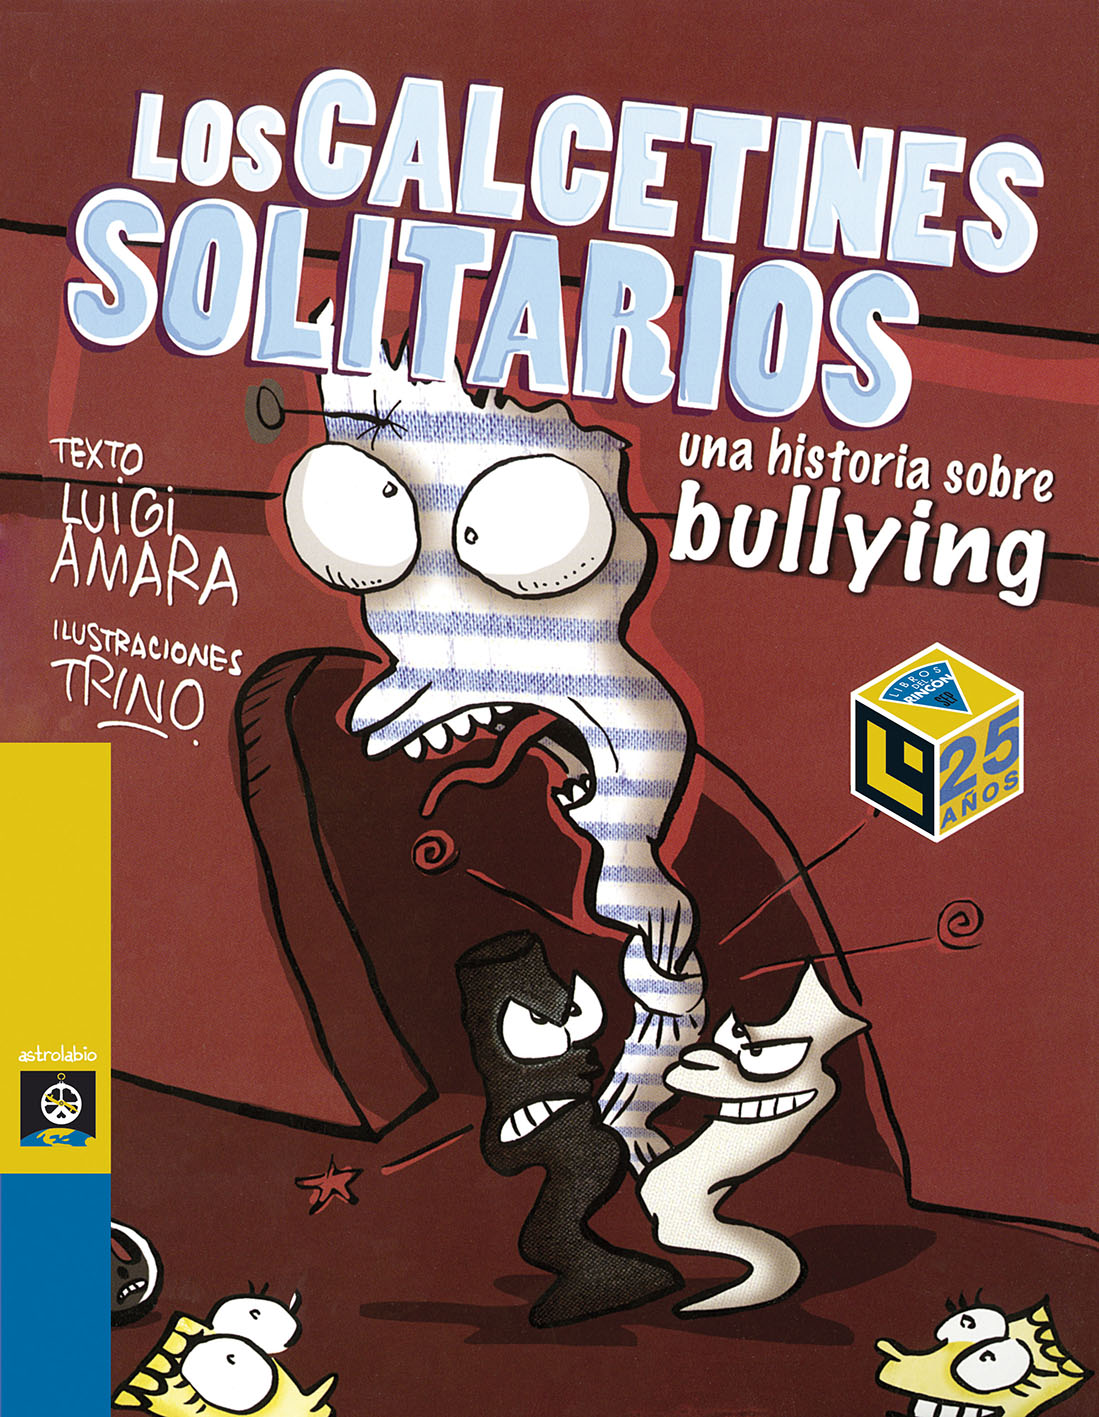 LOS CALCETINES
SOLITARIOS
una historia sobre
bullying
TEXTO
LUIGI
AMARA
ILUSTRACIONES
TRINO
LIBROS
DEL
RINCÓN
SEP
25
AÑOS
astrolabio